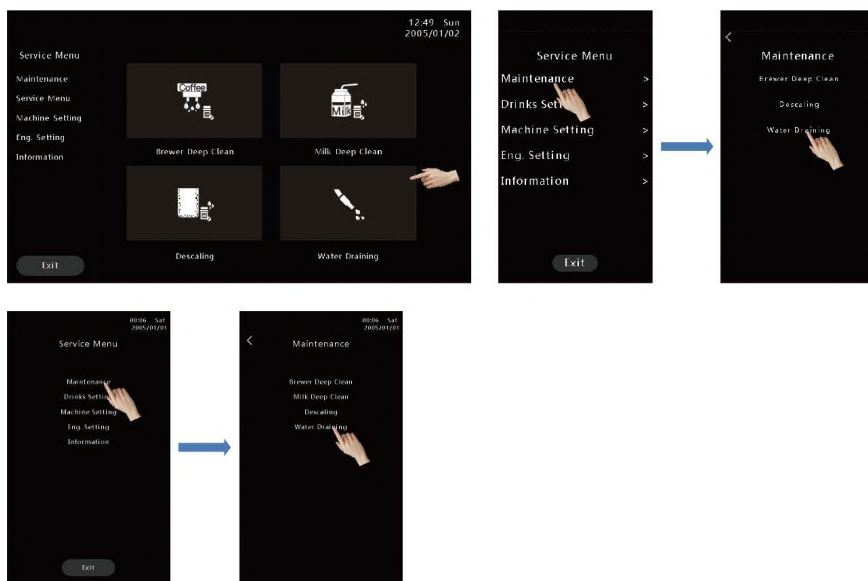 12:49 Sun
2005/01/02
Service Menu
Maintenance
Service Menu
Machine Setting
Eng. Setting
Information
Exit
Coffee
Brewer Deep Clean
Milk
Milk Deep Clean
Descaling
Water Draining
Service Menu
Maintenance >
Drinks Sett >
Machine Setting >
Eng. Setting >
Information >
Exit
<
Maintenance
Brewer Deep Clean
Descaling
Water Draining
00:06 Sat
2005/01/01
Service Menu
Maintenance
Drinks Settin
Machine Setting
Eng. Setting
Information
Exit
00:06 Sat
2005/01/01
<
Maintenance
Brewer Deep Clean
Milk Deep Clean
Descaling
Water Draining